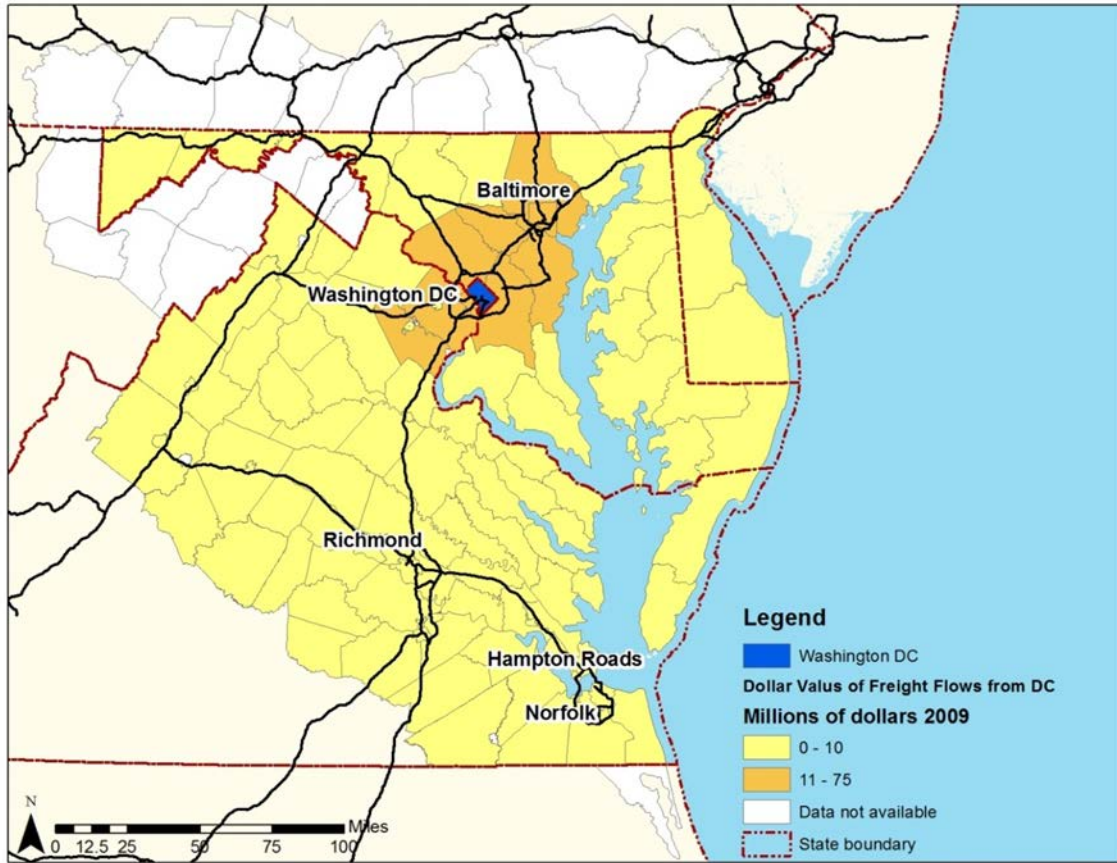 Baltimore
Washington DC
Richmond
Hampton Roads
Norfolk
Legend
Washington DC
Dollar Valus of Freight Flows from DC
Millions of dollars 2009
0 - 10
11 - 75
Data not available
State boundary
N
Miles
0 12.5 25 50 75 100